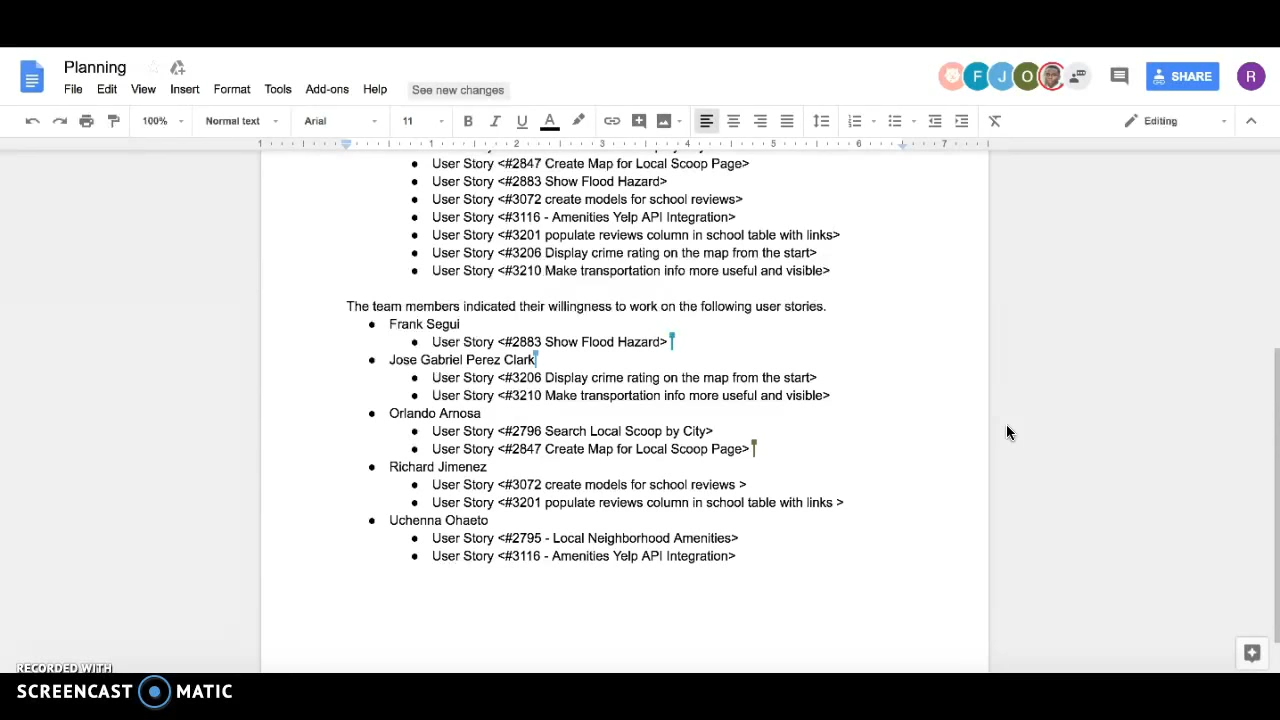 Planning
File Edit View Insert Format Tools Add-ons Help See new changes
F J O SHARE R
100% Normal text Arial 11 B I U A Editing
1 1 2 3 4 5 6 7
User Story <#2847 Create Map for Local Scoop Page>
User Story <#2883 Show Flood Hazard>
User Story <#3072 create models for school reviews>
User Story <#3116 - Amenities Yelp API Integration>
User Story <#3201 populate reviews column in school table with links>
User Story <#3206 Display crime rating on the map from the start>
User Story <#3210 Make transportation info more useful and visible>
The team members indicated their willingness to work on the following user stories.
Frank Segui
User Story <#2883 Show Flood Hazard>
Jose Gabriel Perez Clark
User Story <#3206 Display crime rating on the map from the start>
User Story <#3210 Make transportation info more useful and visible>
Orlando Arnosa
User Story <#2796 Search Local Scoop by City>
User Story <#2847 Create Map for Local Scoop Page>
Richard Jimenez
User Story <#3072 create models for school reviews >
User Story <#3201 populate reviews column in school table with links >
Uchenna Ohaeto
User Story <#2795 - Local Neighborhood Amenities>
User Story <#3116 - Amenities Yelp API Integration>
RECORDED WITH
SCREENCAST MATIC